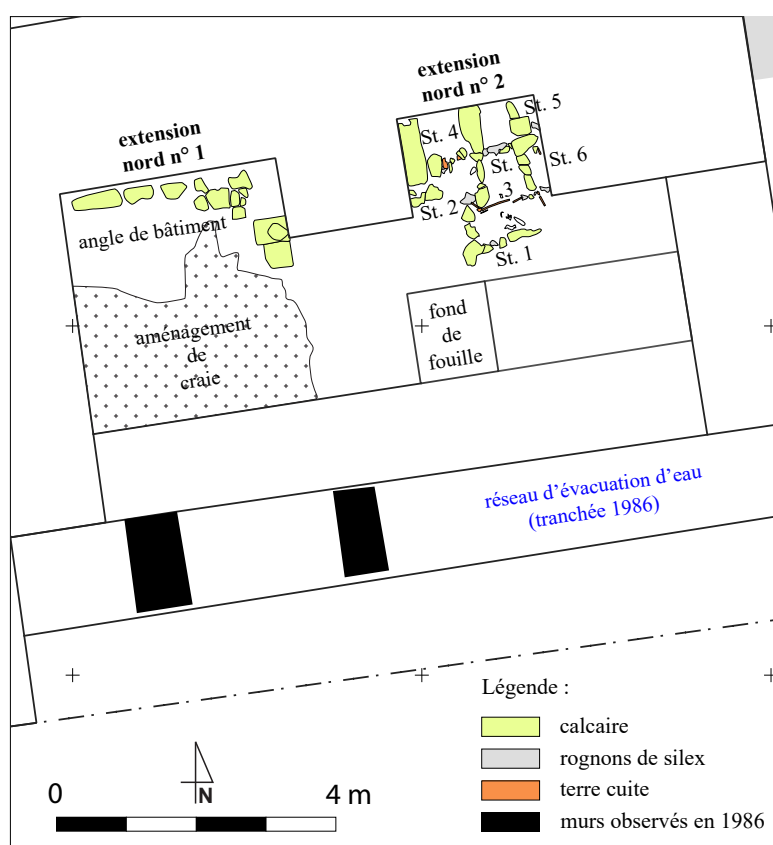 extension
nord n° 1
extension
nord n° 2
St. 4
St. 5
St.
3
St. 6
St. 2
St. 1
angle de bâtiment
aménagement
de
craie
fond
de
fouille
réseau d’évacuation d’eau
(tranchée 1986)
Légende :
calcaire
rognons de silex
terre cuite
murs observés en 1986
N
0
4 m